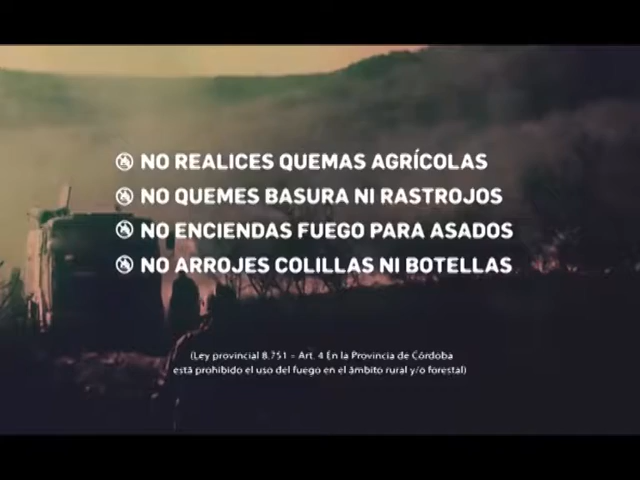 NO REALICES QUEMAS AGRÍCOLAS
NO QUEMES BASURA NI RASTROJOS
NO ENCIENDAS FUEGO PARA ASADOS
NO ARROJES COLILLAS NI BOTELLAS
(Ley provincial 8.751 - Art. 4 En la Provincia de Córdoba
está prohibido el uso del fuego en el ámbito rural y/o forestal)